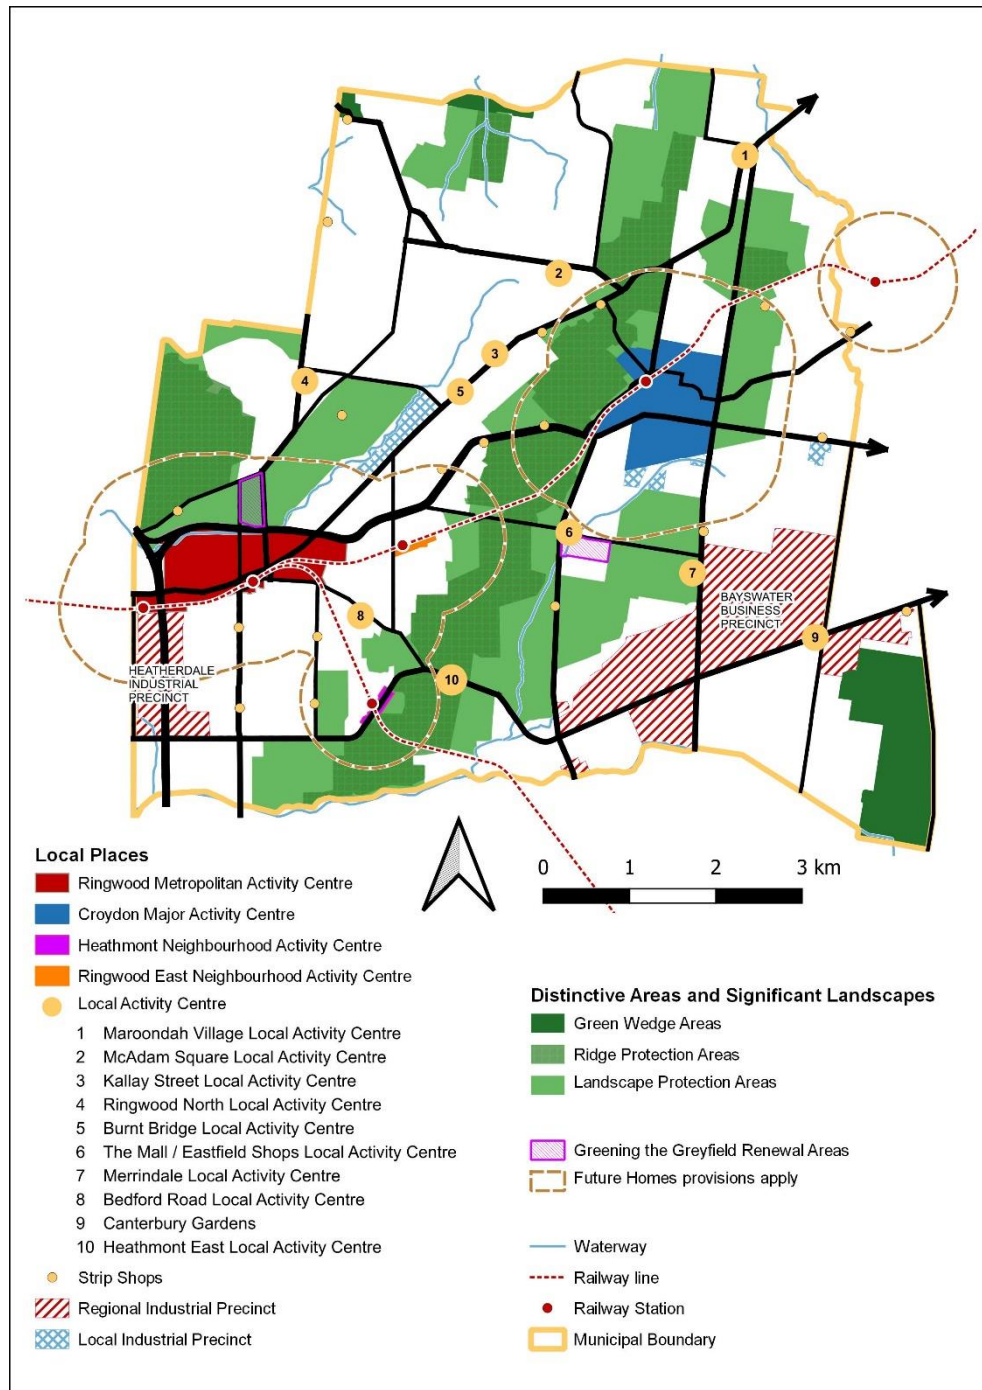 1
2
3
4
5
6
7
8
9
10
BAYSWATER
BUSINESS
PRECINCT
HEATHERDALE
INDUSTRIAL
PRECINCT
0 1 2 3 km
Local Places
Ringwood Metropolitan Activity Centre
Croydon Major Activity Centre
Heathmont Neighbourhood Activity Centre
Ringwood East Neighbourhood Activity Centre
Local Activity Centre
1 Maroondah Village Local Activity Centre
2 McAdam Square Local Activity Centre
3 Kallay Street Local Activity Centre
4 Ringwood North Local Activity Centre
5 Burnt Bridge Local Activity Centre
6 The Mall / Eastfield Shops Local Activity Centre
7 Merrindale Local Activity Centre
8 Bedford Road Local Activity Centre
9 Canterbury Gardens
10 Heathmont East Local Activity Centre
Strip Shops
Regional Industrial Precinct
Local Industrial Precinct
Distinctive Areas and Significant Landscapes
Green Wedge Areas
Ridge Protection Areas
Landscape Protection Areas
Greening the Greyfield Renewal Areas
Future Homes provisions apply
Waterway
Railway line
Railway Station
Municipal Boundary